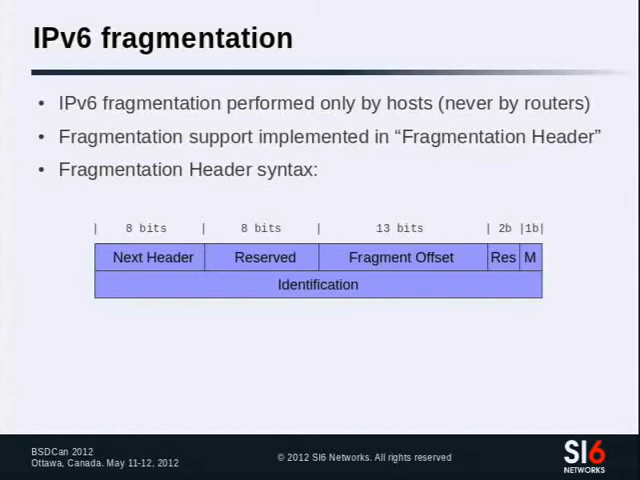 IPv6 fragmentation
• IPv6 fragmentation performed only by hosts (never by routers)
• Fragmentation support implemented in “Fragmentation Header”
• Fragmentation Header syntax:
| 8 bits | 8 bits | 13 bits | 2b |1b|
Next Header Reserved Fragment Offset Res M
Identification
BSDCan 2012
Ottawa, Canada. May 11-12, 2012
© 2012 SI6 Networks. All rights reserved
SI6
NETWORKS